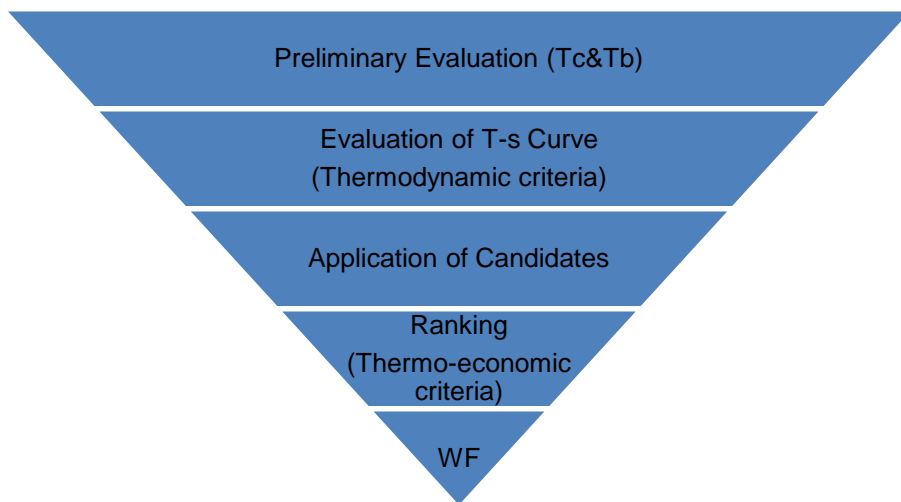 Preliminary Evaluation (Tc&Tb)
Evaluation of T-s Curve
(Thermodynamic criteria)
Application of Candidates
Ranking
(Thermo-economic
criteria)
WF